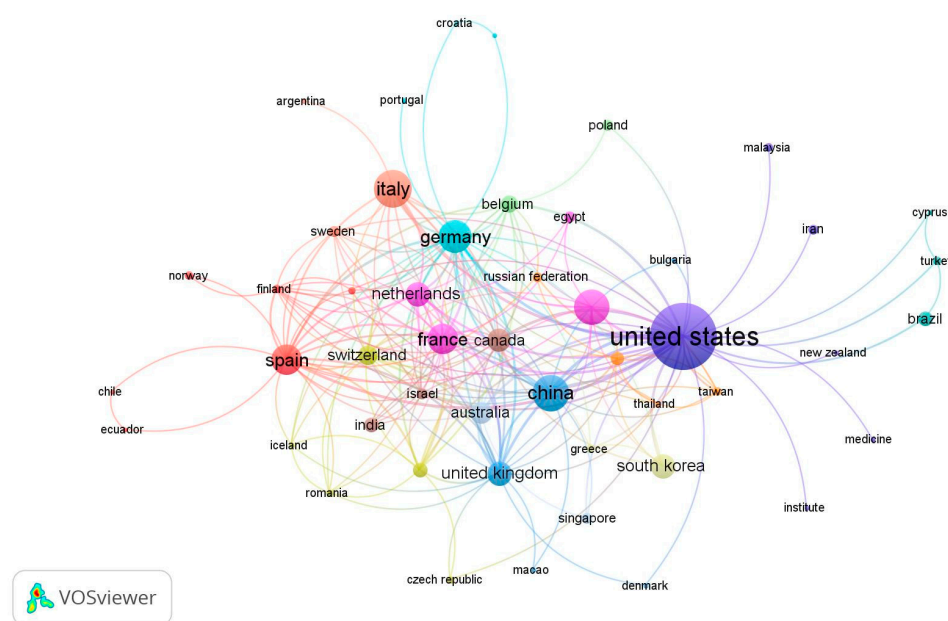 croatia
argentina
portugal
poland
malaysia
italy
belgium
egypt
cyprus
iran
sweden
germany
bulgaria
turke
norway
finland
netherlands
russian federation
brazil
united states
france
canada
new zealand
spain
switzerland
chile
israel
china
thailand
taiwan
ecuador
india
australia
iceland
greece
medicine
united kingdom
south korea
romania
institute
singapore
czech republic
macao
denmark
VOSviewer